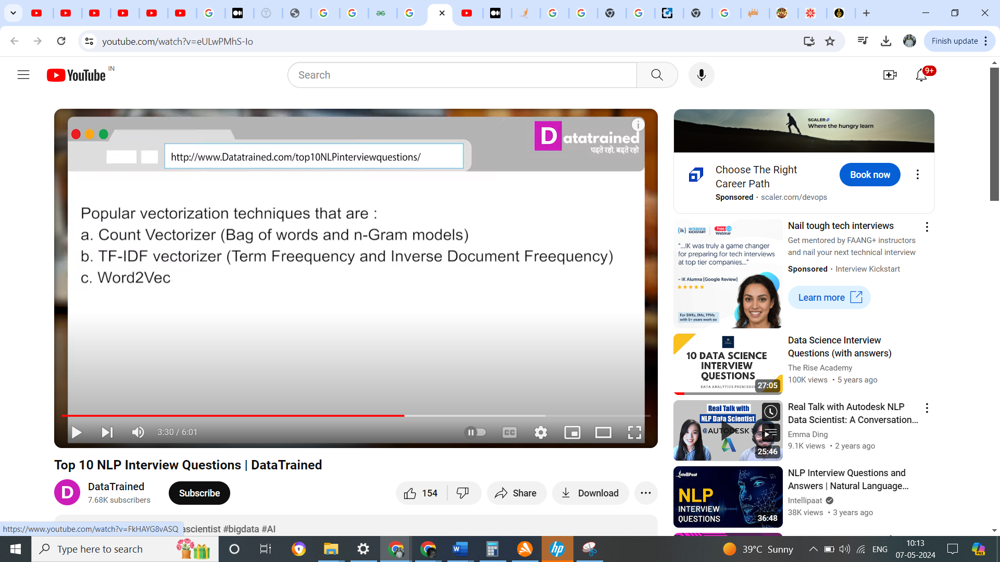 youtube.com/watch?v=eULwPMhS-Io
Finish update
YouTube IN
Search
9+
Datatrained
पढ़ते रहो, बढ़ते रहो
http://www.Datatrained.com/top10NLPinterviewquestions/
Popular vectorization techniques that are :
a. Count Vectorizer (Bag of words and n-Gram models)
b. TF-IDF vectorizer (Term Freequency and Inverse Document Freequency)
c. Word2Vec
3:30 / 6:01
CC
Top 10 NLP Interview Questions | DataTrained
D
DataTrained
7.68K subscribers
Subscribe
154
Share
Download
ascientist #bigdata #AI
https://www.youtube.com/watch?v=FkHAYG8vASQ
SCALER
Where the hungry learn
Choose The Right
Career Path
Sponsored · scaler.com/devops
Book now
{ik} INTERVIEW KICKSTART
Free
Webinar
"...IK was truly a game changer
for preparing for tech interviews
at top tier companies..."
~ IK Alumna (Google Review)
For SWEs, EMs, TPMs
with 5+ years work ex
Nail tough tech interviews
Get mentored by FAANG+ instructors
and nail your next technical interview
Sponsored · Interview Kickstart
Learn more
10 DATA SCIENCE
INTERVIEW
QUESTIONS
DATA ANALYTICS PREMIERES
27:05
Data Science Interview
Questions (with answers)
The Rise Academy
100K views • 5 years ago
Real Talk with
NLP Data Scientist
@AUTODESK
25:46
Real Talk with Autodesk NLP
Data Scientist: A Conversation...
Emma Ding
9.1K views • 2 years ago
IntelliPaat
NLP
INTERVIEW
QUESTIONS
36:48
NLP Interview Questions and
Answers | Natural Language...
Intellipaat
38K views • 3 years ago
Type here to search
39°C Sunny
ENG
10:13
07-05-2024
PRE